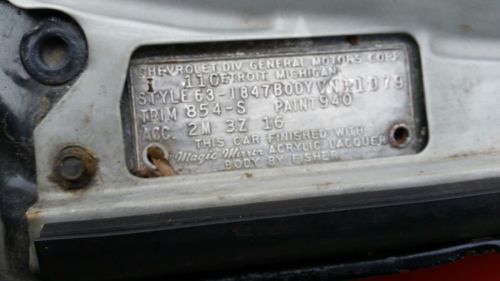 CHEVROLET DIV. GENERAL MOTORS CORP.
DETROIT MICHIGAN
STYLE 63-1847 BODY 1079
TRIM 854-S PAINT 940
ACC. 2M 3Z 16
THIS CAR FINISHED WITH
Magic-Mirror ACRYLIC LACQUER
BODY BY FISHER